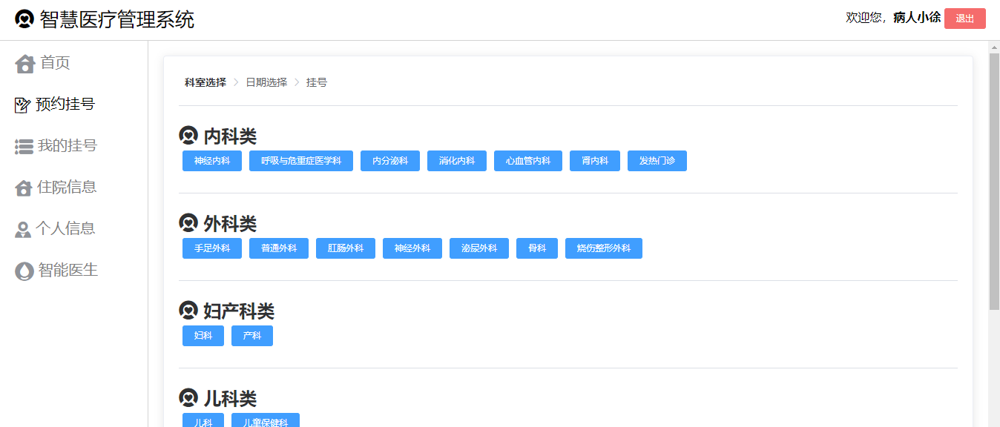 智慧医疗管理系统
欢迎您，病人小徐 退出
首页
预约挂号
我的挂号
住院信息
个人信息
智能医生
科室选择 日期选择 挂号
内科类
神经内科 呼吸与危重症医学科 内分泌科 消化内科 心血管内科 肾内科 发热门诊
外科类
手足外科 普通外科 肛肠外科 神经外科 泌尿外科 骨科 烧伤整形外科
妇产科类
妇科 产科
儿科类
儿科 儿童保健科